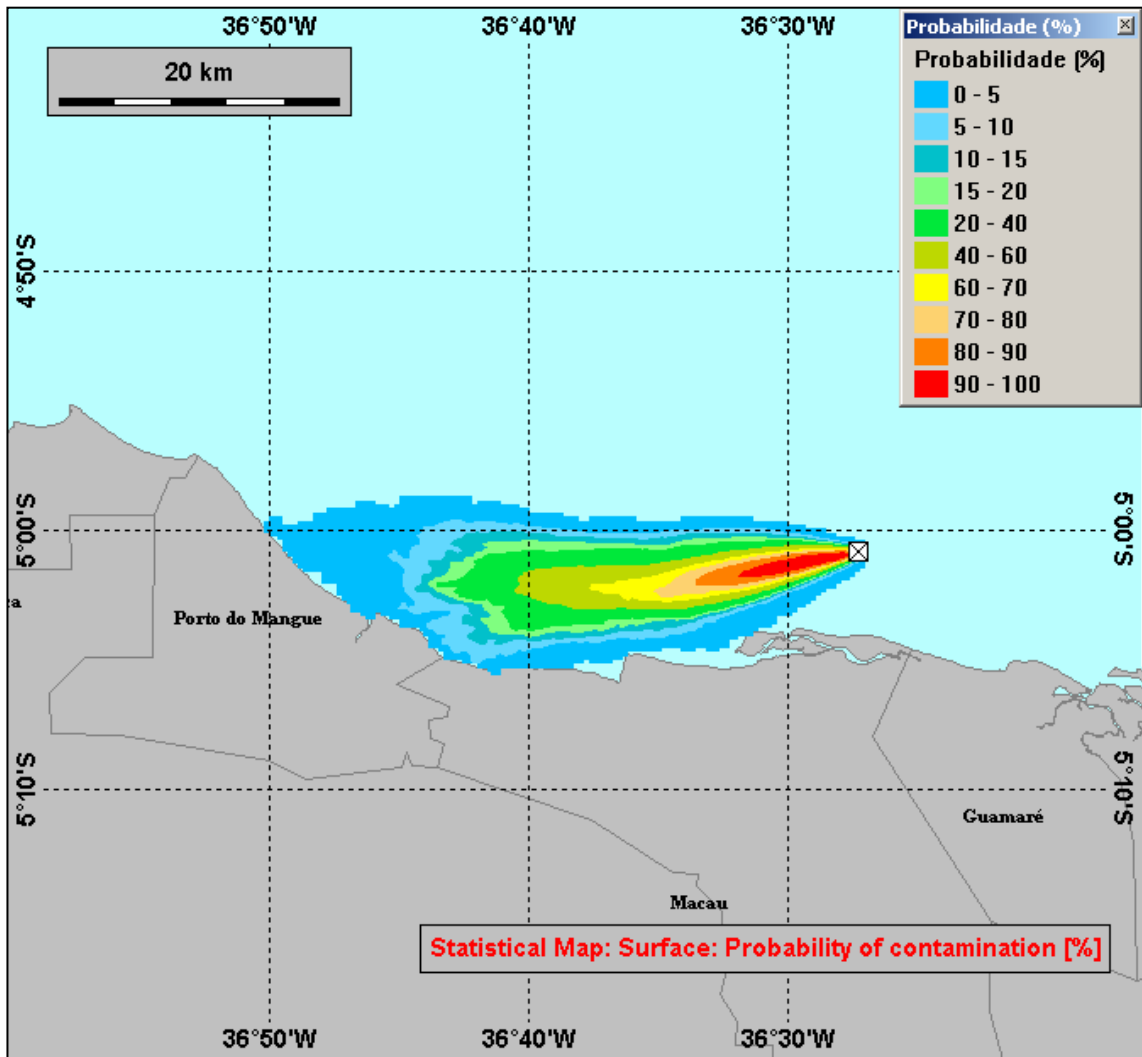 36°50'W
36°40'W
36°30'W
Probabilidade (%)
20 km
Probabilidade [%]
0 - 5
5 - 10
10 - 15
15 - 20
20 - 40
40 - 60
60 - 70
70 - 80
80 - 90
90 - 100
4°50'S
5°00'S
5°00'S
a
Porto do Mangue
5°10'S
5°10'S
Guamaré
Macau
Statistical Map: Surface: Probability of contamination [%]
36°50'W
36°40'W
36°30'W